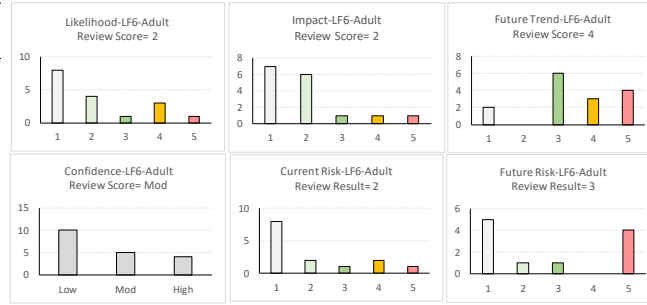 Likelihood-LF6-Adult
Review Score= 2
10
5
0
1 2 3 4 5
Impact-LF6-Adult
Review Score= 2
8
6
4
2
0
1 2 3 4 5
Future Trend-LF6-Adult
Review Score= 4
8
6
4
2
0
1 2 3 4 5
Confidence-LF6-Adult
Review Score= Mod
15
10
5
0
Low Mod High
Current Risk-LF6-Adult
Review Result= 2
10
5
0
1 2 3 4 5
Future Risk-LF6-Adult
Review Result= 3
6
4
2
0
1 2 3 4 5